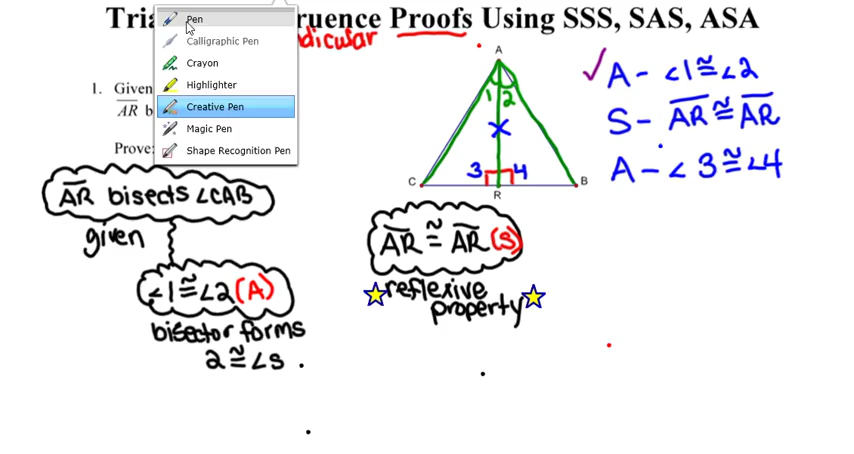 Tria uence Proofs Using SSS, SAS, ASA
ndicular
1. Given
AR b
Prove:
Pen
Calligraphic Pen
Crayon
Highlighter
Creative Pen
Magic Pen
Shape Recognition Pen
A
1 2
X
3 4
C R B
A - ∠1 ≅ ∠2
S - AR ≅ AR
A - ∠3 ≅ ∠4
AR bisects ∠CAB
given
∠1 ≅ ∠2 (A)
bisector forms
2 ≅ ∠s
AR ≅ AR (S)
reflexive
property